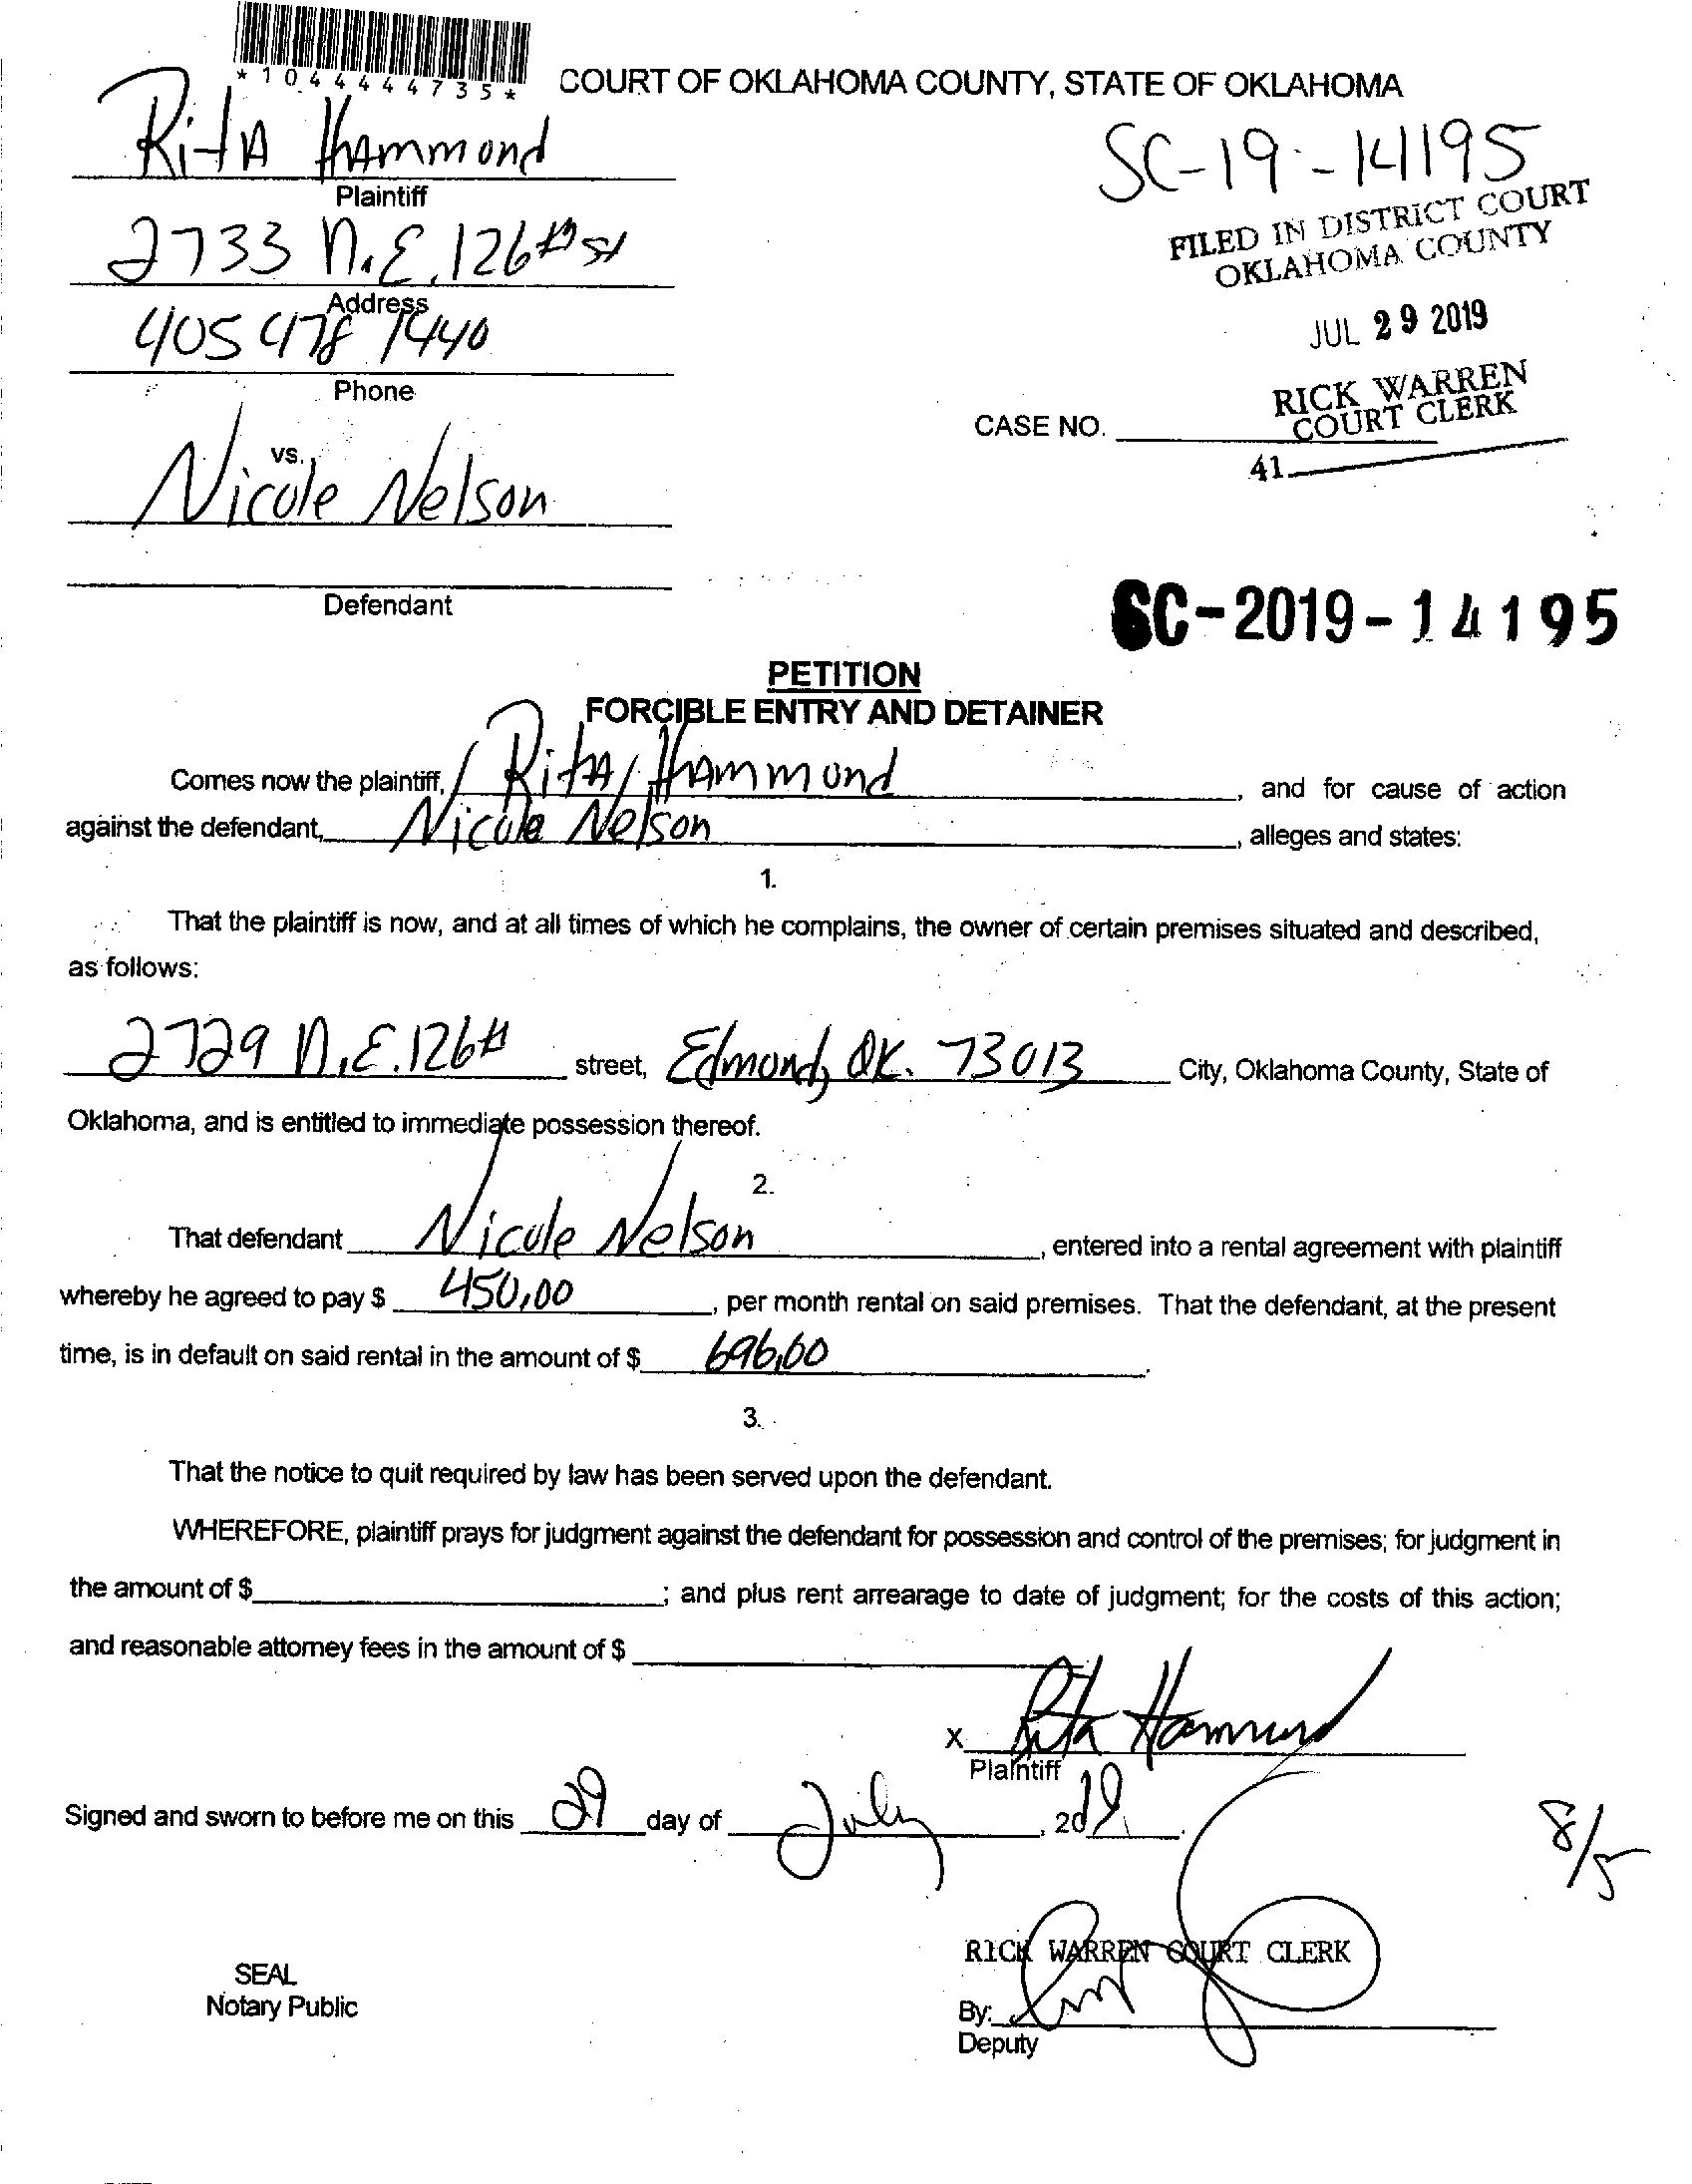 *1044444735*
COURT OF OKLAHOMA COUNTY, STATE OF OKLAHOMA
RitA HAmmond
Plaintiff
SC-19-14195
2733 N.E. 126th st
Address
FILED IN DISTRICT COURT
OKLAHOMA COUNTY
405 478 1440
Phone
JUL 29 2019
RICK WARREN
COURT CLERK
CASE NO.
41
vs.
Nicole Nelson
Defendant
SC-2019-14195
PETITION
FORCIBLE ENTRY AND DETAINER
Comes now the plaintiff, RitA HAmmond, and for cause of action
against the defendant, Nicole Nelson, alleges and states:
1.
That the plaintiff is now, and at all times of which he complains, the owner of certain premises situated and described,
as follows:
2729 N.E. 126th street, Edmond, OK. 73013 City, Oklahoma County, State of
Oklahoma, and is entitled to immediate possession thereof.
2.
That defendant Nicole Nelson, entered into a rental agreement with plaintiff
whereby he agreed to pay $ 450.00, per month rental on said premises. That the defendant, at the present
time, is in default on said rental in the amount of $ 696.00.
3.
That the notice to quit required by law has been served upon the defendant.
WHEREFORE, plaintiff prays for judgment against the defendant for possession and control of the premises; for judgment in
the amount of $; and plus rent arrearage to date of judgment; for the costs of this action;
and reasonable attorney fees in the amount of $
X Rita Hammond
Plaintiff
Signed and sworn to before me on this 29 day of July, 2019.
8/5
RICK WARREN COURT CLERK
SEAL
Notary Public
By:
Deputy